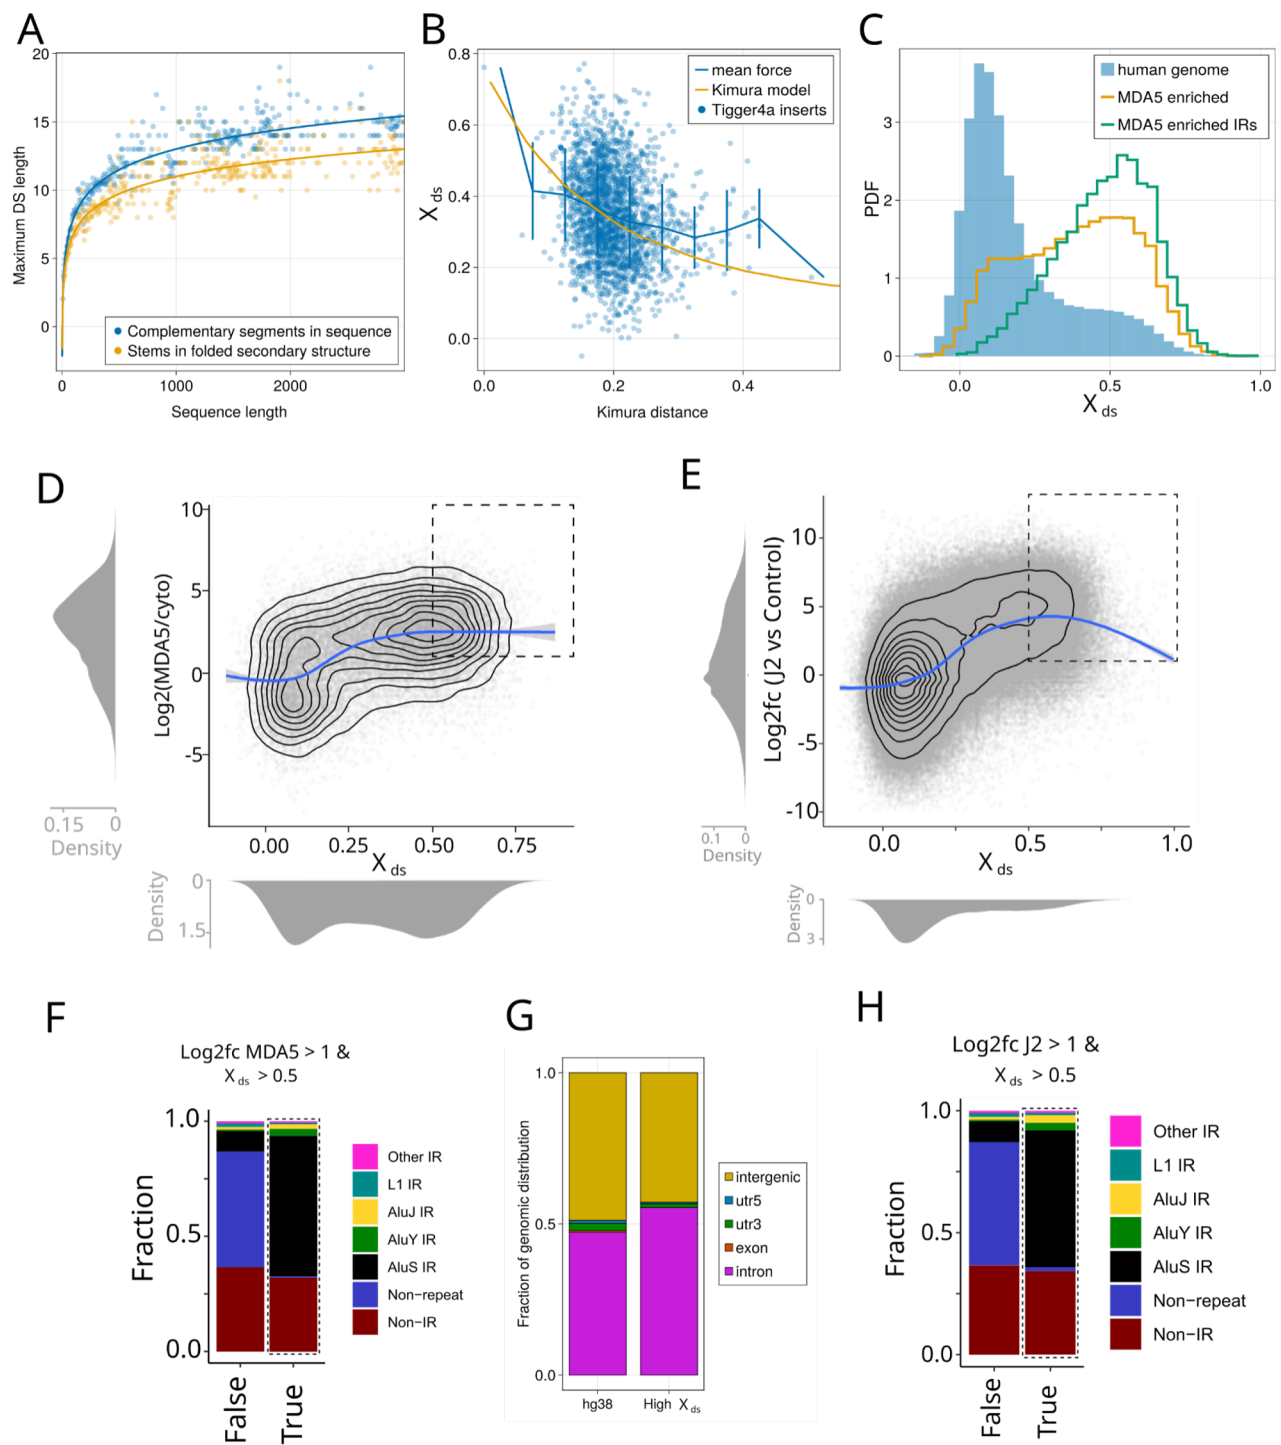 A
Maximum DS length
20
15
10
5
0
Complementary segments in sequence
Stems in folded secondary structure
0 1000 2000
Sequence length
B
X ds
0.8
0.6
0.4
0.2
0.0
mean force
Kimura model
Tigger4a inserts
0.0 0.2 0.4
Kimura distance
C
PDF
3
2
1
0
human genome
MDA5 enriched
MDA5 enriched IRs
0.0 0.5 1.0
X ds
D
Log2(MDA5/cyto)
10
5
0
-5
0.15 0
Density
0.00 0.25 0.50 0.75
X ds
Density
0
1.5
E
Log2fc (J2 vs Control)
10
5
0
-5
-10
0.1 0
Density
0.0 0.5 1.0
X ds
Density
0
3
F
Log2fc MDA5 > 1 &
X ds > 0.5
Fraction
1.0
0.5
0.0
False
True
Other IR
L1 IR
AluJ IR
AluY IR
AluS IR
Non−repeat
Non−IR
G
Fraction of genomic distribution
1.0
0.5
0.0
hg38 High X ds
intergenic
utr5
utr3
exon
intron
H
Log2fc J2 > 1 &
X ds > 0.5
Fraction
1.0
0.5
0.0
False
True
Other IR
L1 IR
AluJ IR
AluY IR
AluS IR
Non−repeat
Non−IR